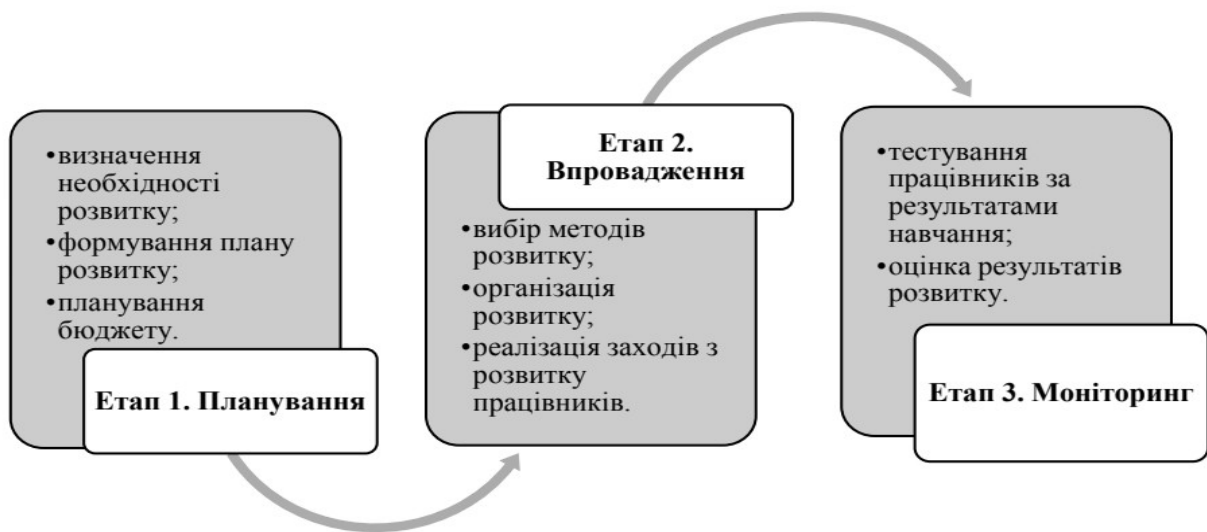 •визначення
необхідності
розвитку;
•формування плану
розвитку;
•планування
бюджету.
Етап 1. Планування
Етап 2.
Впровадження
•вибір методів
розвитку;
•організація
розвитку;
•реалізація заходів з
розвитку
працівників.
•тестування
працівників за
результатами
навчання;
•оцінка результатів
розвитку.
Етап 3. Моніторинг